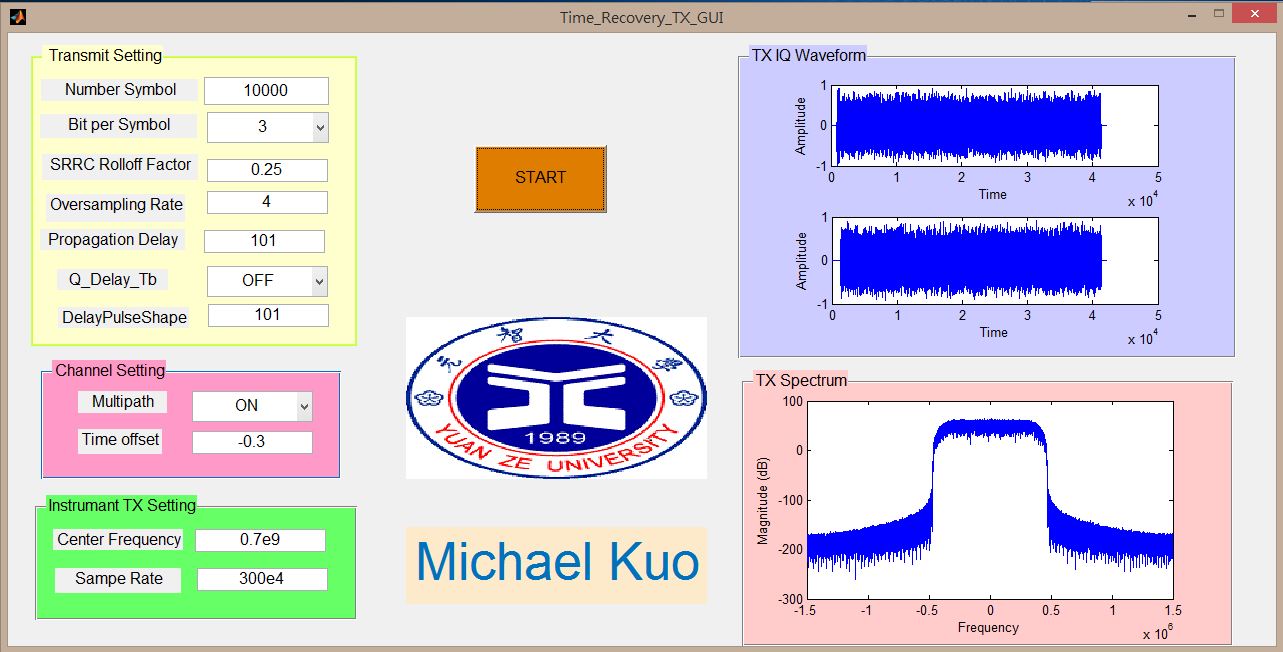 Time_Recovery_TX_GUI
Transmit Setting
Number Symbol 10000
Bit per Symbol 3
SRRC Rolloff Factor 0.25
Oversampling Rate 4
Propagation Delay 101
Q_Delay_Tb OFF
DelayPulseShape 101
Channel Setting
Multipath ON
Time offset -0.3
Instrumant TX Setting
Center Frequency 0.7e9
Sampe Rate 300e4
START
元智大學
1989
YUAN ZE UNIVERSITY
Michael Kuo
TX IQ Waveform
1
0
-1
Amplitude
0 1 2 3 4 5
Time
x 10^4
1
0
-1
Amplitude
0 1 2 3 4 5
Time
x 10^4
TX Spectrum
100
0
-100
-200
-300
Magnitude (dB)
-1.5 -1 -0.5 0 0.5 1 1.5
Frequency
x 10^6